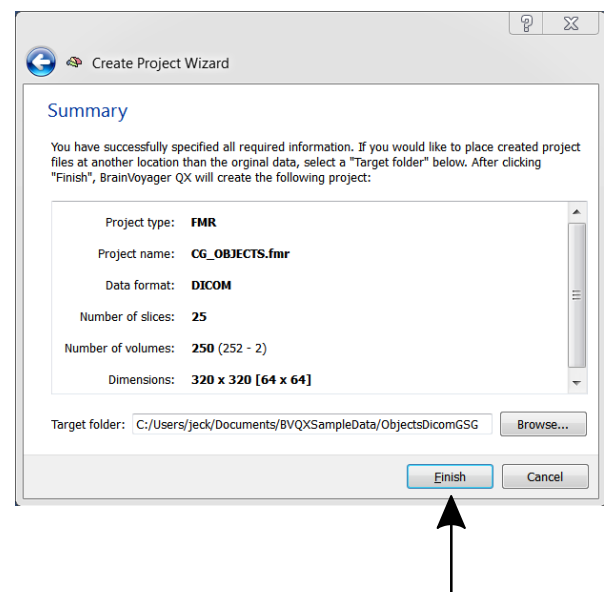 Create Project Wizard
Summary
You have successfully specified all required information. If you would like to place created project
files at another location than the orginal data, select a "Target folder" below. After clicking
"Finish", BrainVoyager QX will create the following project:
Project type: FMR
Project name: CG_OBJECTS.fmr
Data format: DICOM
Number of slices: 25
Number of volumes: 250 (252 - 2)
Dimensions: 320 x 320 [64 x 64]
Target folder: C:/Users/jeck/Documents/BVQXSampleData/ObjectsDicomGSG Browse...
Finish Cancel